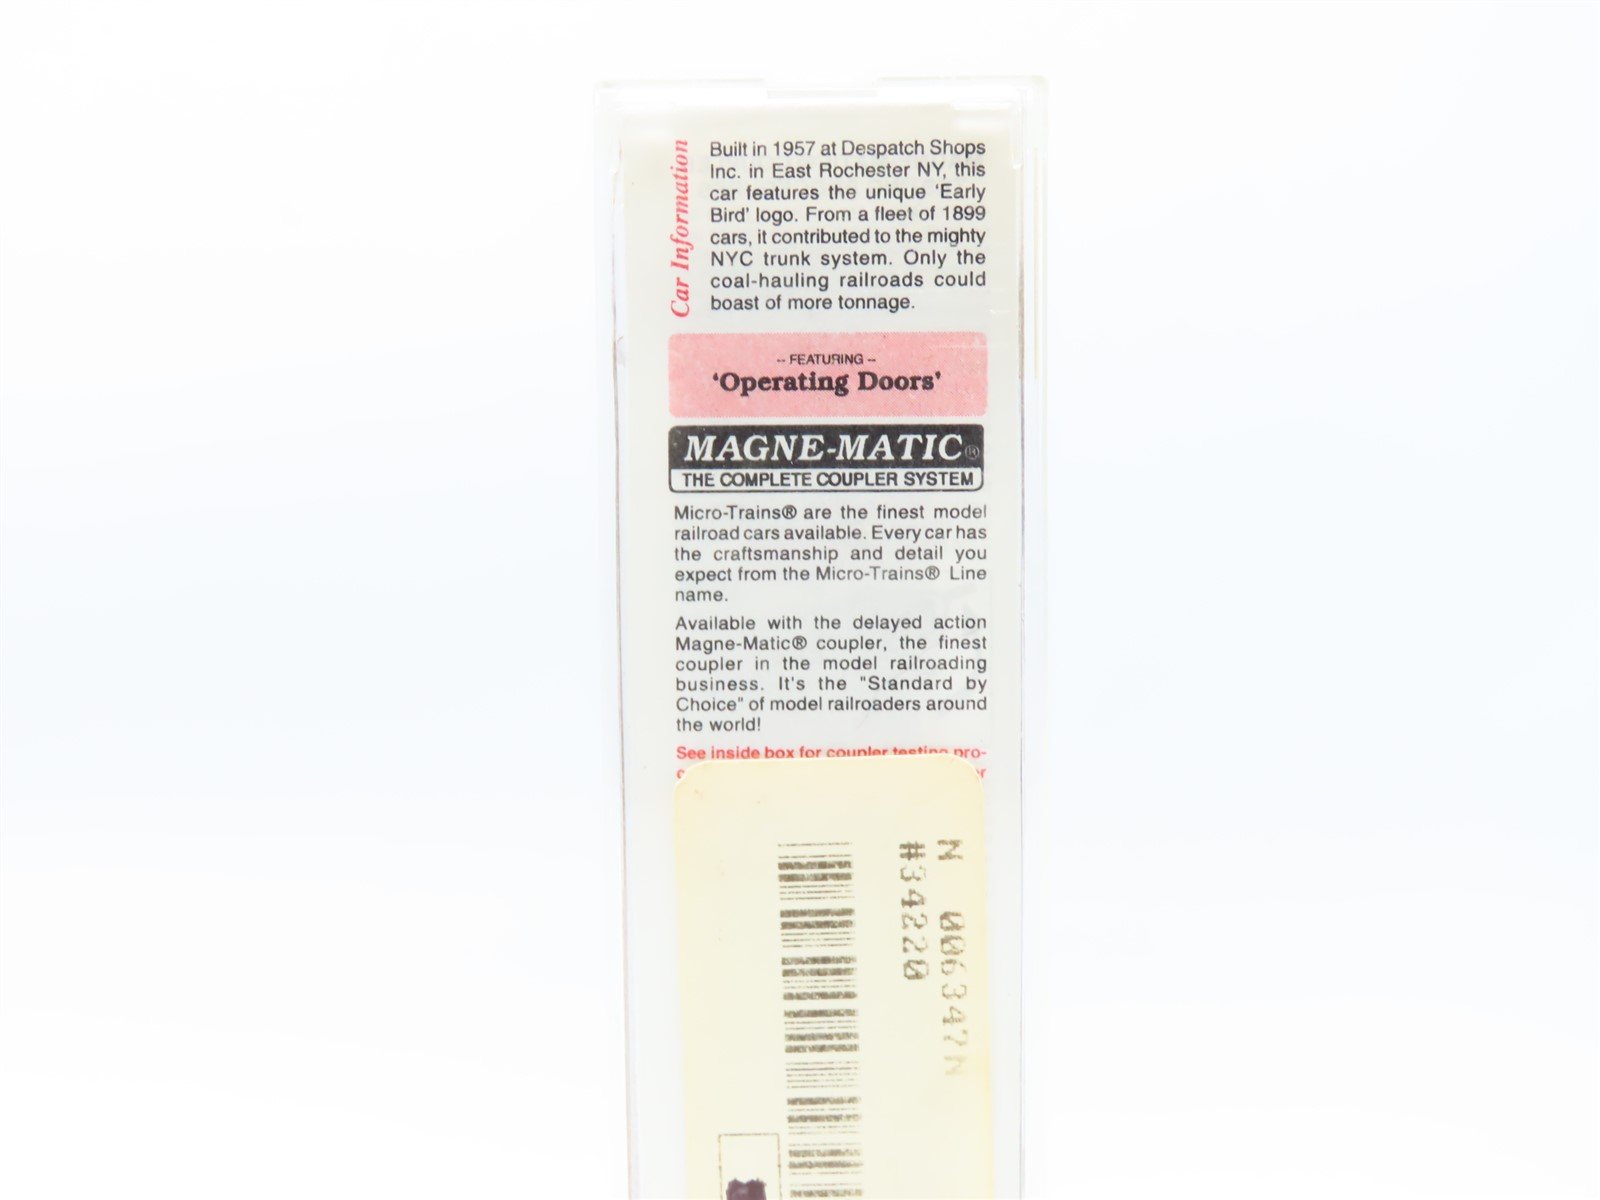 Car Information
Built in 1957 at Despatch Shops
Inc. in East Rochester NY, this
car features the unique 'Early
Bird' logo. From a fleet of 1899
cars, it contributed to the mighty
NYC trunk system. Only the
coal-hauling railroads could
boast of more tonnage.
-- FEATURING --
'Operating Doors'
MAGNE-MATIC®
THE COMPLETE COUPLER SYSTEM
Micro-Trains® are the finest model
railroad cars available. Every car has
the craftsmanship and detail you
expect from the Micro-Trains® Line
name.
Available with the delayed action
Magne-Matic® coupler, the finest
coupler in the model railroading
business. It's the "Standard by
Choice" of model railroaders around
the world!
See inside box for coupler testing pro-
N 006347N
#34220